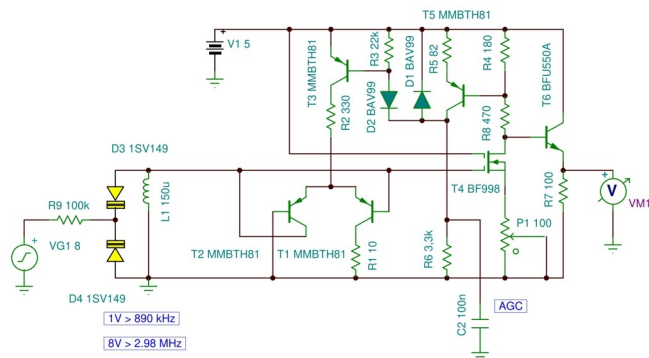 T5 MMBTH81
V1 5
T3 MMBTH81
R3 22k
D1 BAV99
R5 82
R4 180
T6 BFU550A
R2 330
D2 BAV99
R8 470
D3 1SV149
T4 BF998
R7 100
V
VM1
L1 150u
R9 100k
VG1 8
T2 MMBTH81
T1 MMBTH81
R1 10
R6 3,3k
P1 100
D4 1SV149
C2 100n
AGC
1V > 890 kHz
8V > 2.98 MHz